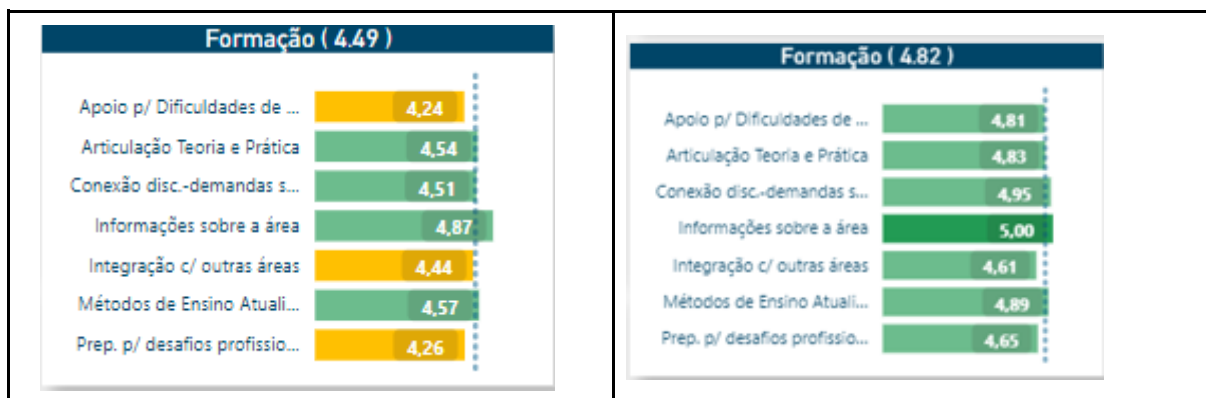 Formação ( 4.49 )
Apoio p/ Dificuldades de ... 4,24
Articulação Teoria e Prática 4,54
Conexão disc.-demandas s... 4,51
Informações sobre a área 4,87
Integração c/ outras áreas 4,44
Métodos de Ensino Atuali... 4,57
Prep. p/ desafios profissio... 4,26
Formação ( 4.82 )
Apoio p/ Dificuldades de ... 4,81
Articulação Teoria e Prática 4,83
Conexão disc.-demandas s... 4,95
Informações sobre a área 5,00
Integração c/ outras áreas 4,61
Métodos de Ensino Atuali... 4,89
Prep. p/ desafios profissio... 4,65